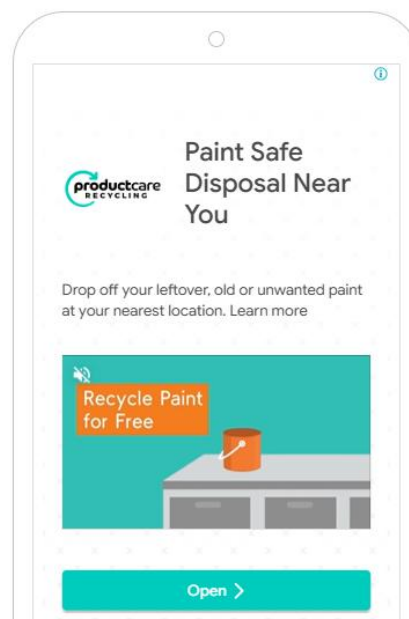 productcare
RECYCLING
Paint Safe
Disposal Near
You
Drop off your leftover, old or unwanted paint
at your nearest location. Learn more
Recycle Paint
for Free
Open